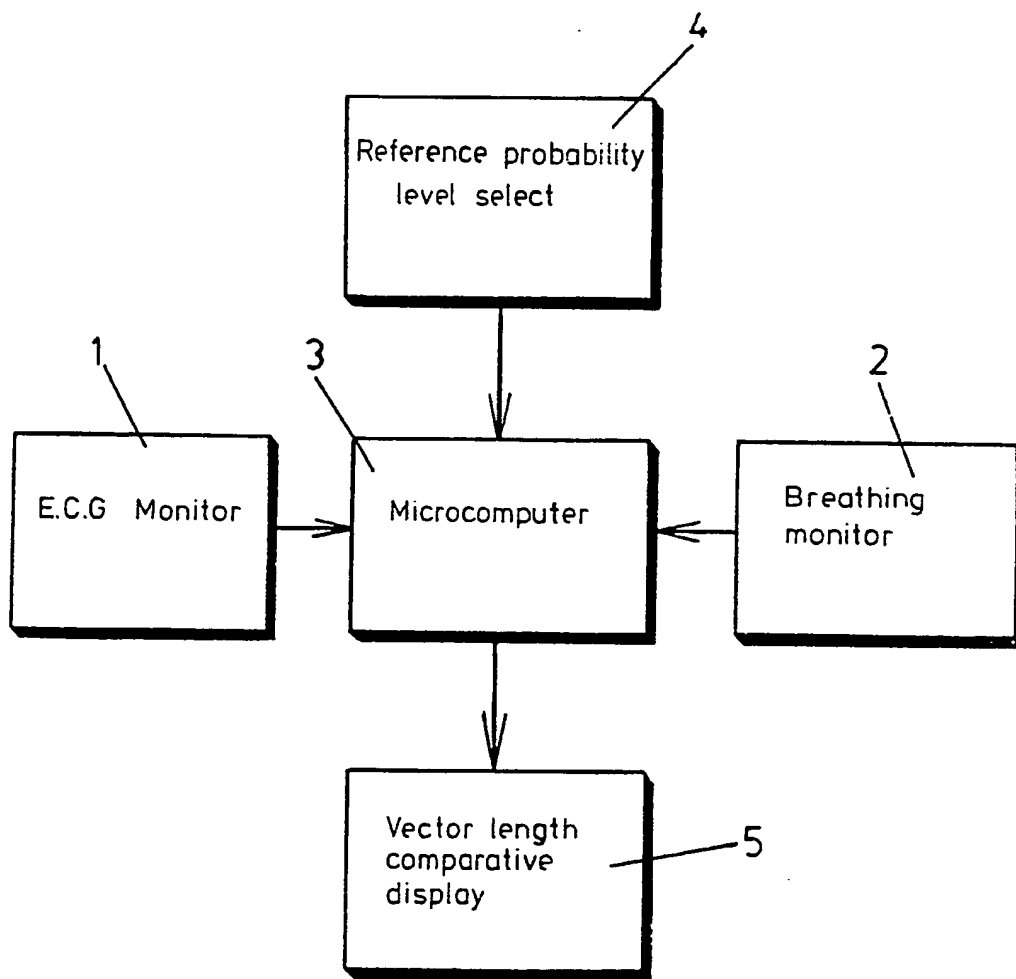 4
Reference probability
level select
1
3
2
E.C.G Monitor
Microcomputer
Breathing
monitor
Vector length
comparative
display
5